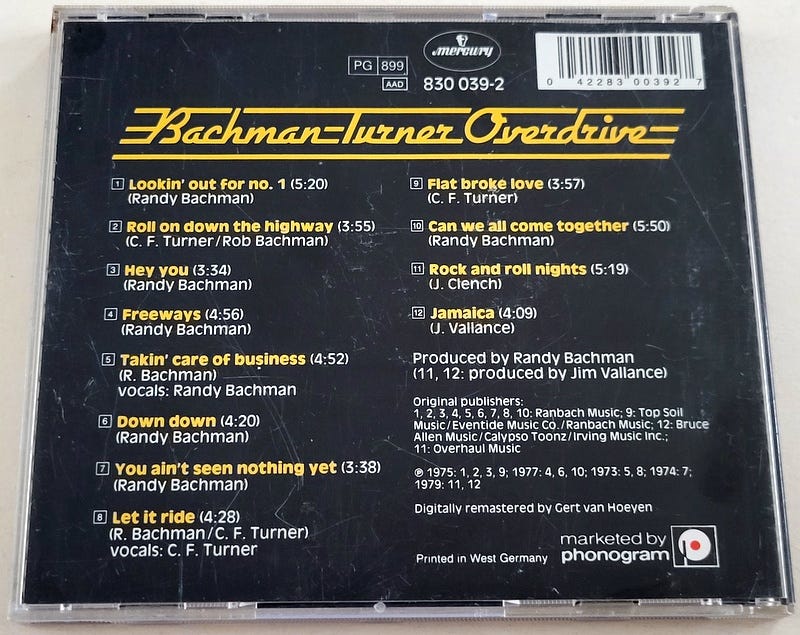 mercury
PG 899
AAD
830 039-2
0 42283 00392 7
Bachman-Turner Overdrive
1 Lookin' out for no. 1 (5:20)
(Randy Bachman)
2 Roll on down the highway (3:55)
(C. F. Turner/Rob Bachman)
3 Hey you (3:34)
(Randy Bachman)
4 Freeways (4:56)
(Randy Bachman)
5 Takin' care of business (4:52)
(R. Bachman)
vocals: Randy Bachman
6 Down down (4:20)
(Randy Bachman)
7 You ain't seen nothing yet (3:38)
(Randy Bachman)
8 Let it ride (4:28)
(R. Bachman/C. F. Turner)
vocals: C. F. Turner
9 Flat broke love (3:57)
(C. F. Turner)
10 Can we all come together (5:50)
(Randy Bachman)
11 Rock and roll nights (5:19)
(J. Clench)
12 Jamaica (4:09)
(J. Vallance)
Produced by Randy Bachman
(11, 12: produced by Jim Vallance)
Original publishers:
1, 2, 3, 4, 5, 6, 7, 8, 10: Ranbach Music; 9: Top Soil
Music/Eventide Music Co./Ranbach Music; 12: Bruce
Allen Music/Calypso Toonz/Irving Music Inc.;
11: Overhaul Music
℗ 1975: 1, 2, 3, 9; 1977: 4, 6, 10; 1973: 5, 8; 1974: 7;
1979: 11, 12
Digitally remastered by Gert van Hoeyen
marketed by
phonogram
Printed in West Germany